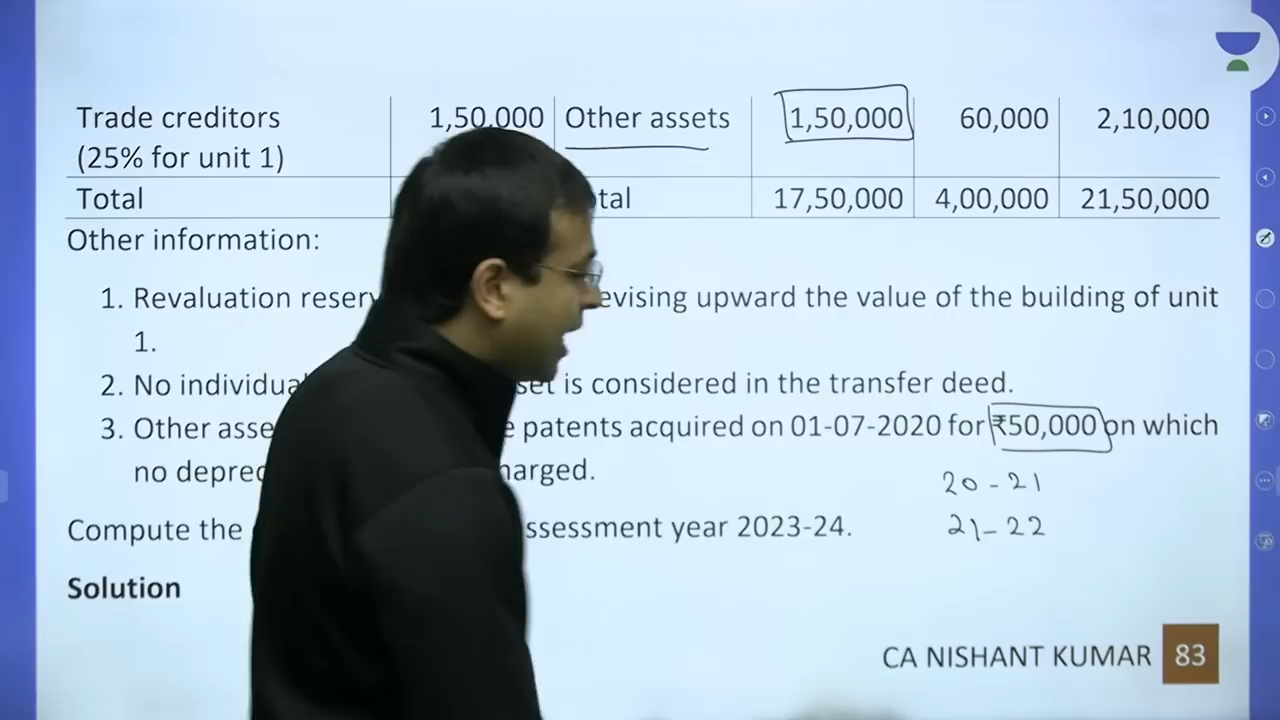 Trade creditors 1,50,000 Other assets 1,50,000 60,000 2,10,000
(25% for unit 1)
Total tal 17,50,000 4,00,000 21,50,000
Other information:
1. Revaluation reserv evising upward the value of the building of unit
1.
2. No individua set is considered in the transfer deed.
3. Other asse e patents acquired on 01-07-2020 for ₹50,000 on which
no deprec harged.
20-21
Compute the ssessment year 2023-24.
21-22
Solution
CA NISHANT KUMAR 83